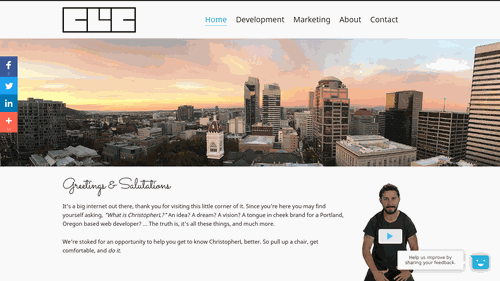 Home Development Marketing About Contact
Greetings & Salutations
It's a big internet out there, thank you for visiting this little corner of it. Since you're here you may find
yourself asking, "What is ChristopherL?" An idea? A dream? A vision? A tongue in cheek brand for a Portland,
Oregon based web developer? ... The truth is, it's all these things, and much more.
We're stoked for an opportunity to help you get to know ChristopherL better. So pull up a chair, get
comfortable, and do it.
Help us improve by
sharing your feedback.